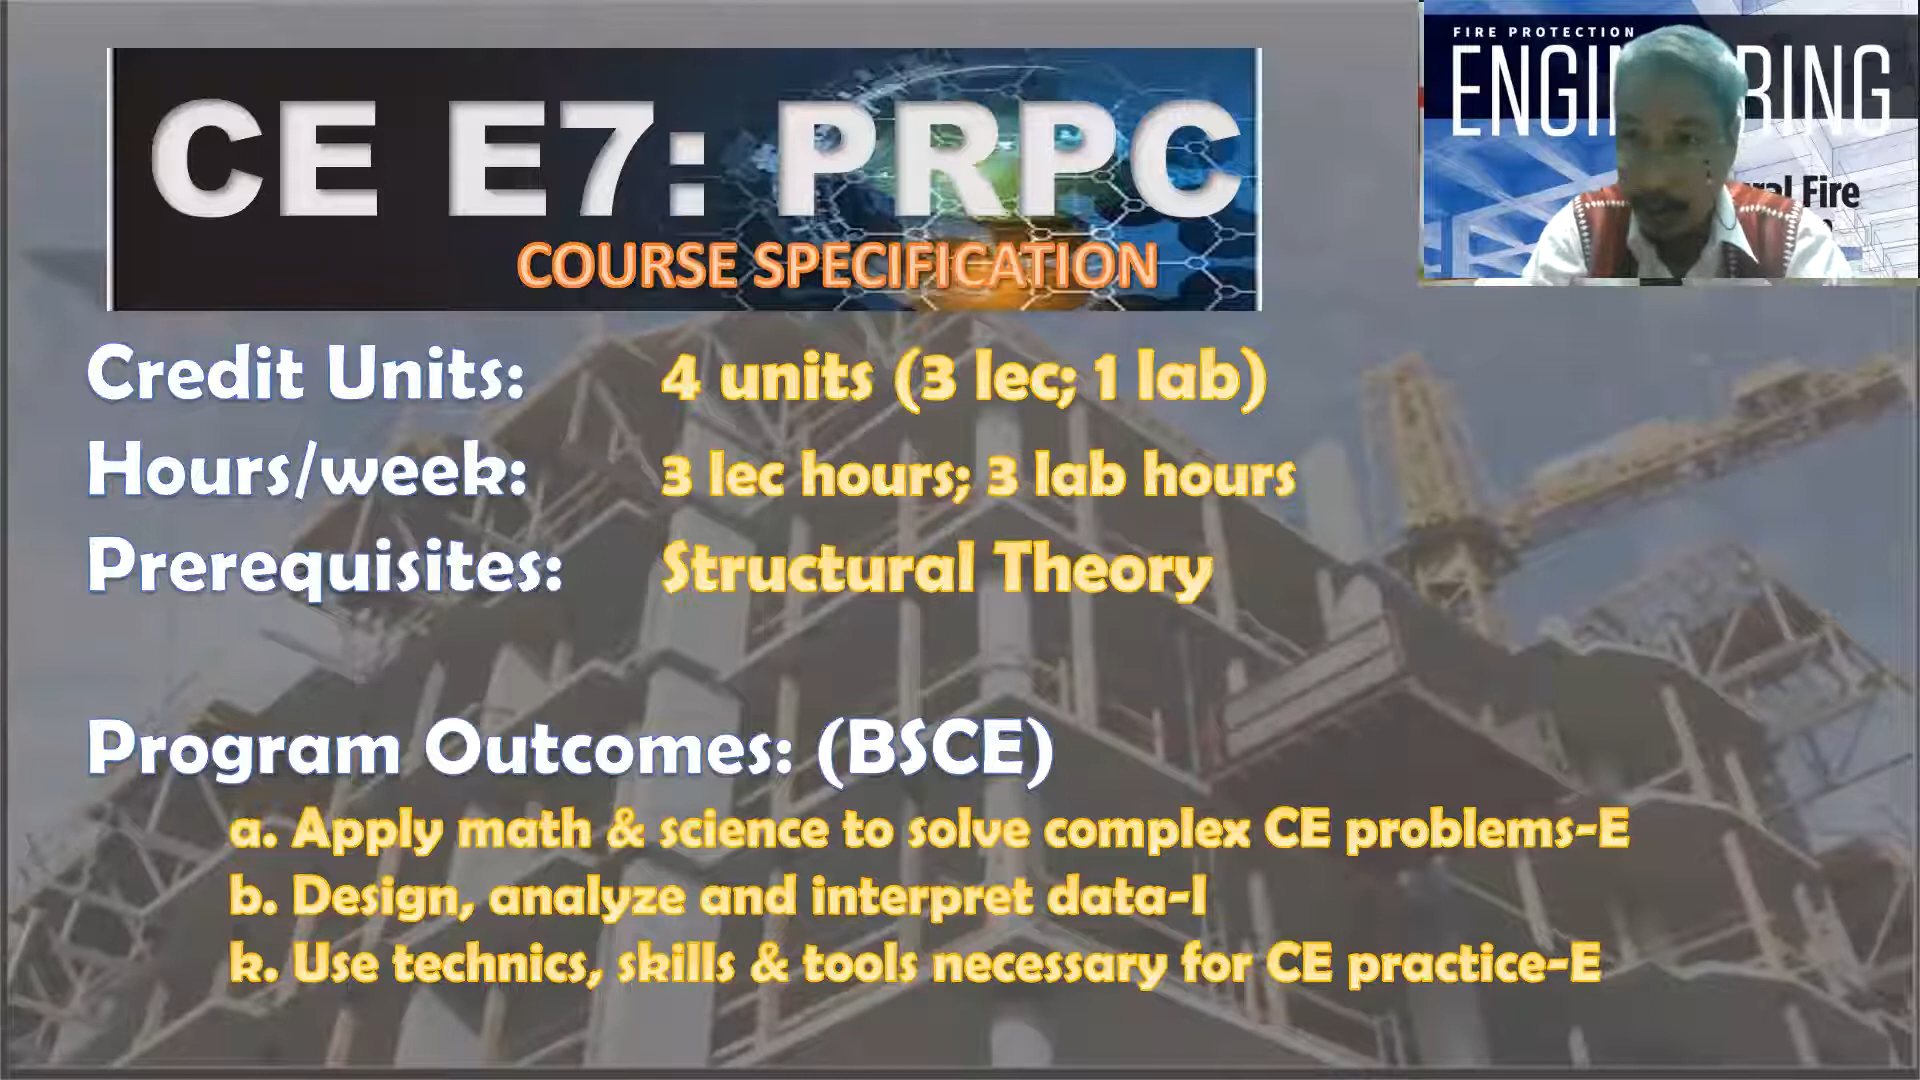 CE E7: PRPC
COURSE SPECIFICATION
FIRE PROTECTION
ENGI RING
ral Fire
Credit Units: 4 units (3 lec; 1 lab)
Hours/week: 3 lec hours; 3 lab hours
Prerequisites: Structural Theory
Program Outcomes: (BSCE)
a. Apply math & science to solve complex CE problems-E
b. Design, analyze and interpret data-I
k. Use technics, skills & tools necessary for CE practice-E